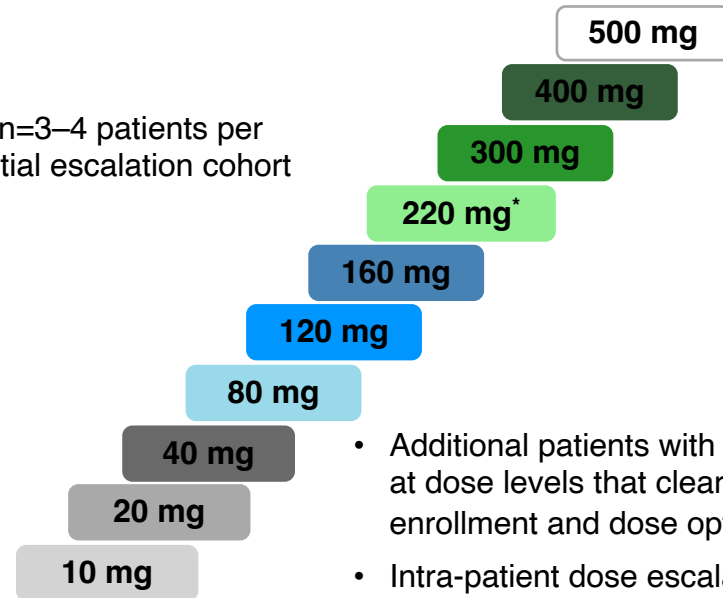 500 mg
400 mg
n=3–4 patients per
tial escalation cohort
300 mg
220 mg*
160 mg
120 mg
80 mg
40 mg
20 mg
10 mg
• Additional patients with
at dose levels that clear
enrollment and dose op
• Intra-patient dose escal